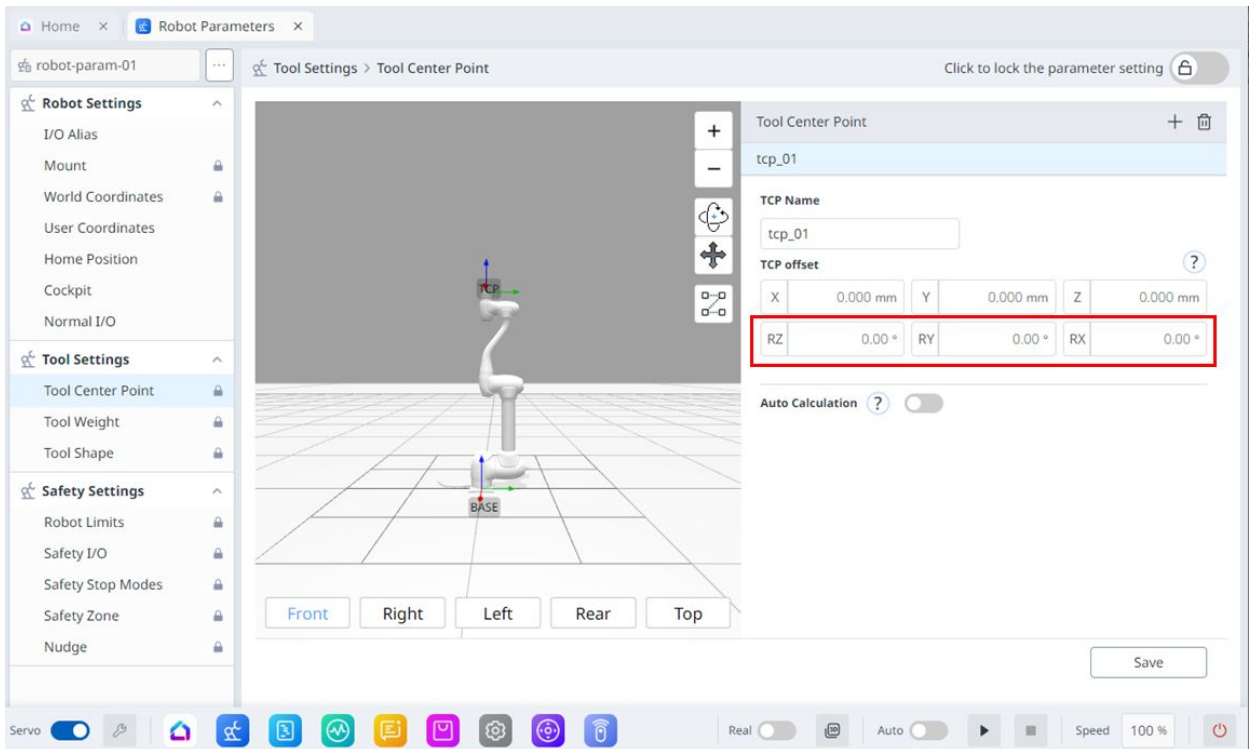 Home × Robot Parameters ×
robot-param-01 ...
Tool Settings > Tool Center Point
Click to lock the parameter setting
Robot Settings
I/O Alias
Mount
World Coordinates
User Coordinates
Home Position
Cockpit
Normal I/O
Tool Settings
Tool Center Point
Tool Weight
Tool Shape
Safety Settings
Robot Limits
Safety I/O
Safety Stop Modes
Safety Zone
Nudge
TCP
BASE
Front Right Left Rear Top
Tool Center Point
tcp_01
TCP Name
tcp_01
TCP offset ?
X 0.000 mm Y 0.000 mm Z 0.000 mm
RZ 0.00 ° RY 0.00 ° RX 0.00 °
Auto Calculation ?
Save
Servo Real Auto Speed 100 %